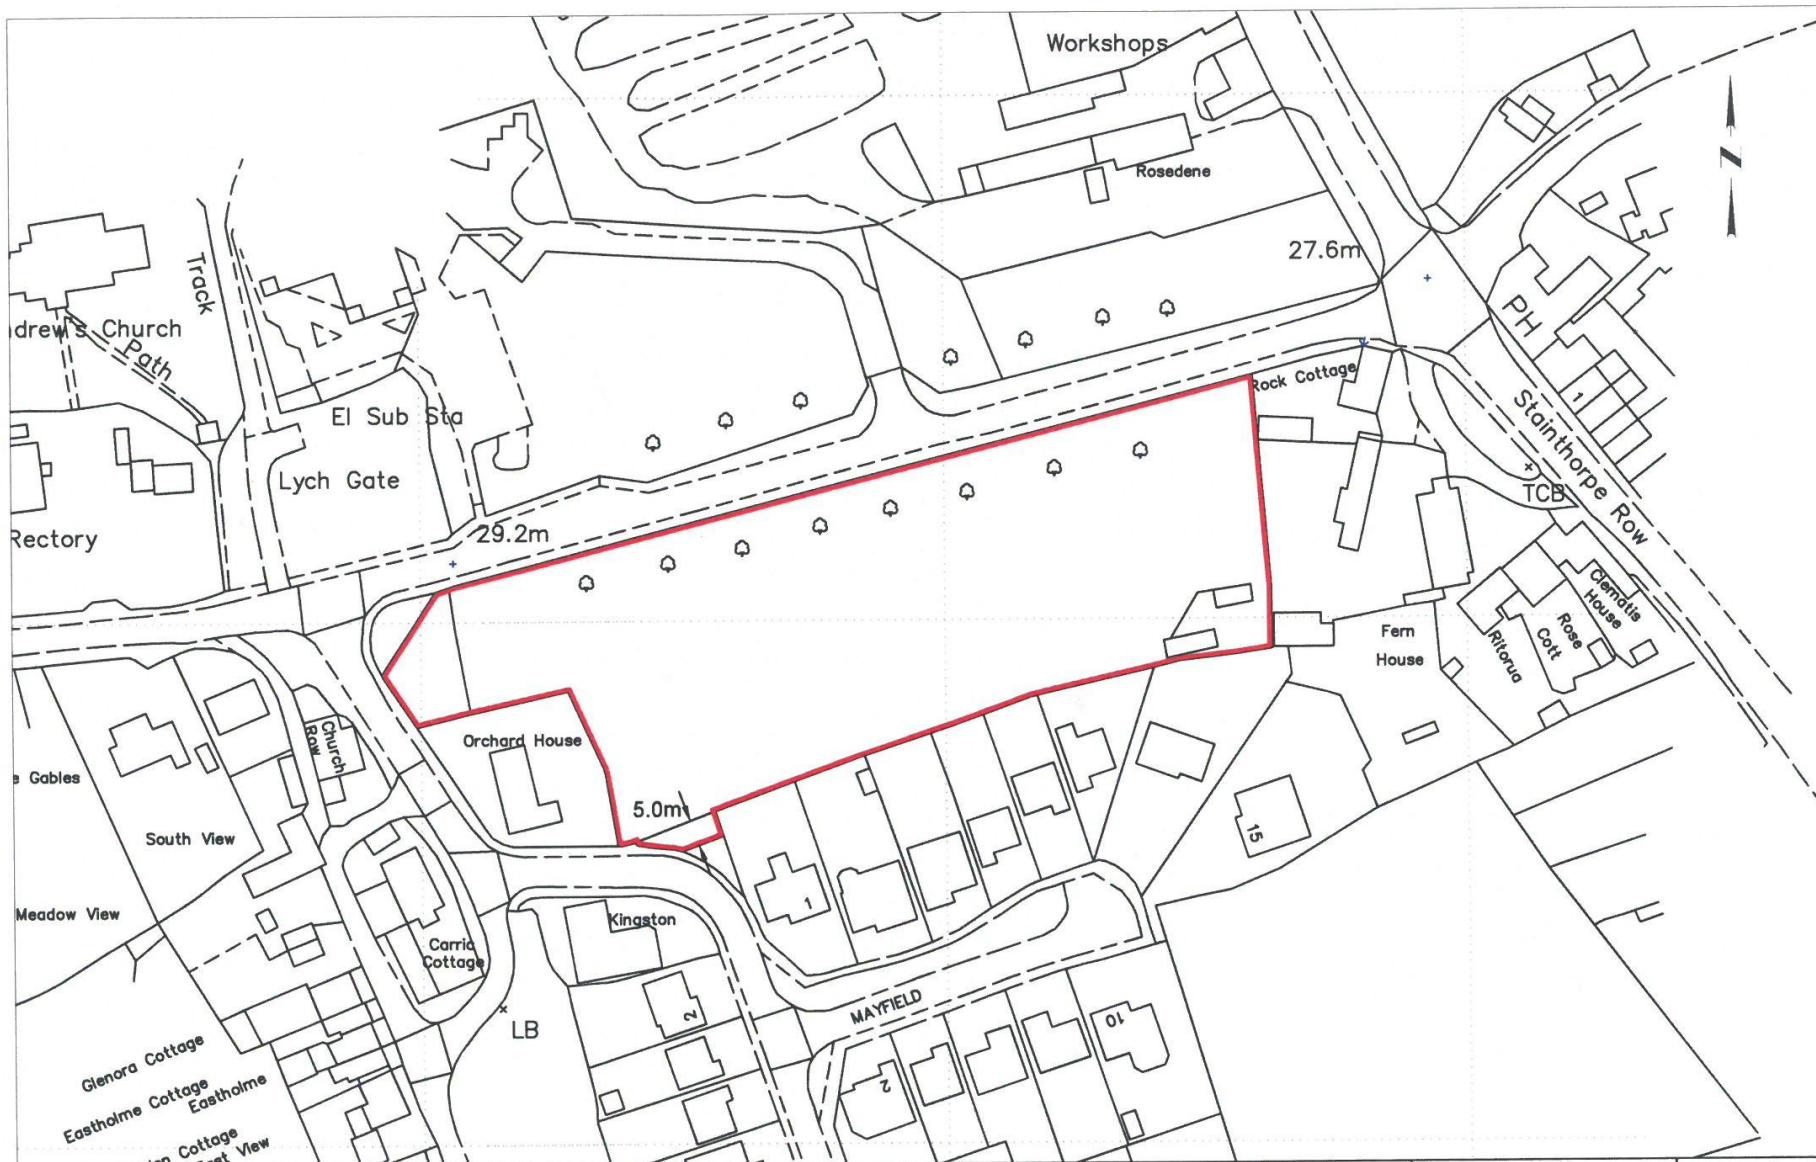 Workshops
Rosedene
N
27.6m
Track
ndrew's Church
Path
El Sub Sta
Lych Gate
Rectory
29.2m
Rock Cottage
PH
1
Stainthorpe Row
TCB
Clematis
House
Rose
Cott
Ritorua
Fern
House
Orchard House
Church
Row
e Gables
South View
5.0m
15
Meadow View
1
Kingston
Carric
Cottage
LB
2
MAYFIELD
10
2
Glenora Cottage
Eastholme Cottage
Eastholme
Cottage
View